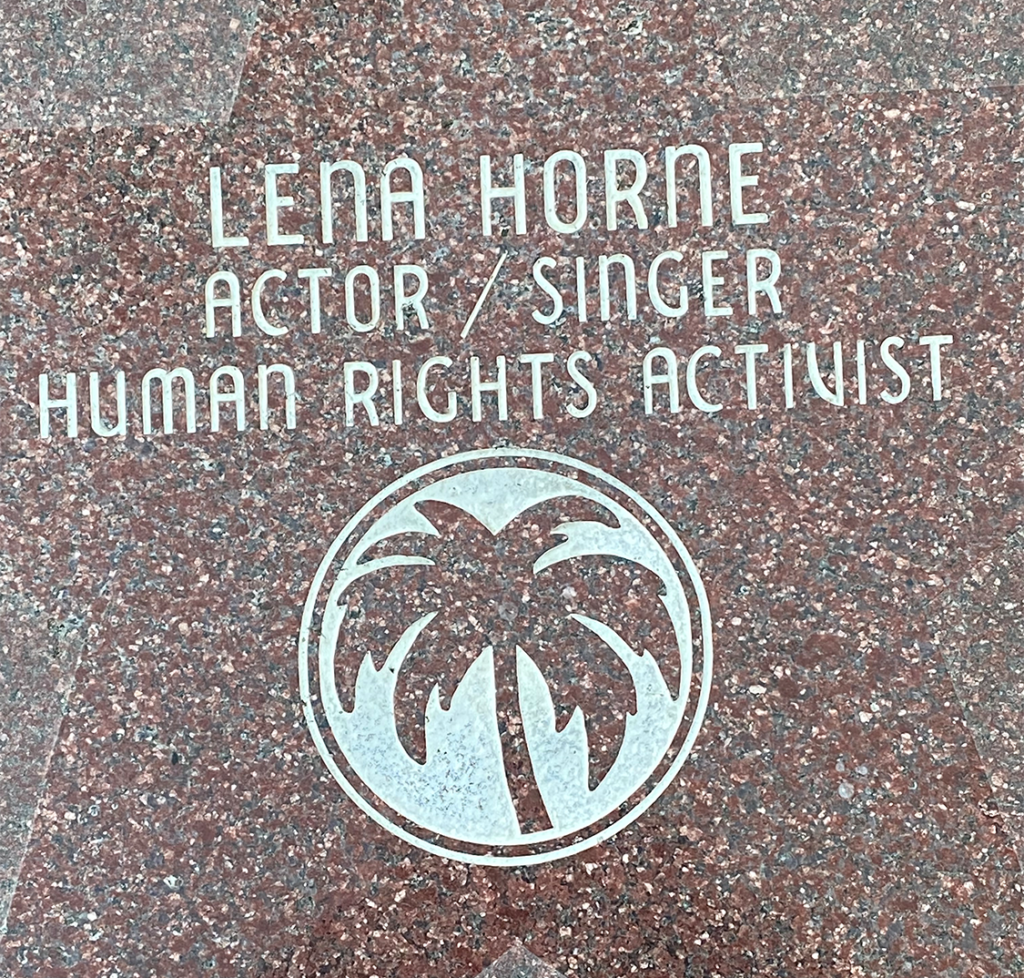 LENA HORNE
ACTOR / SINGER
HUMAN RIGHTS ACTIVIST